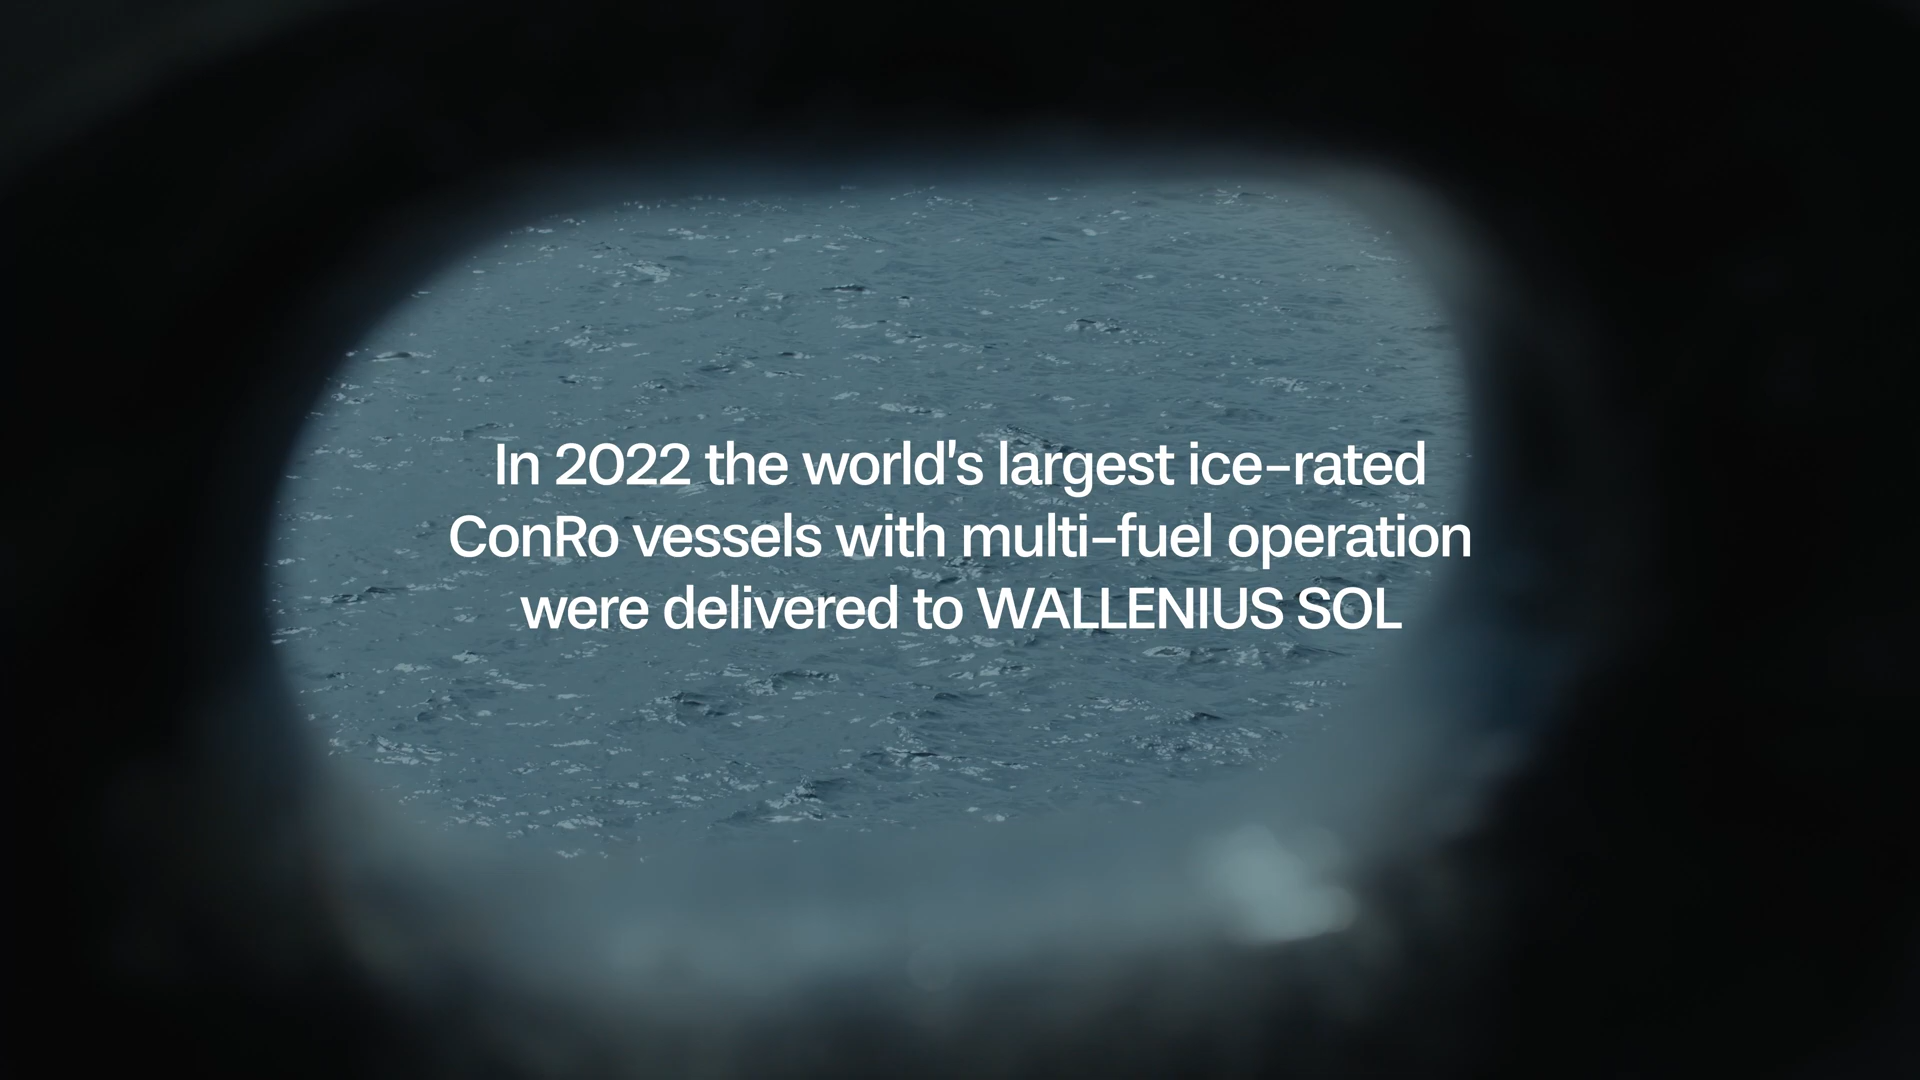 In 2022 the world's largest ice-rated
ConRo vessels with multi-fuel operation
were delivered to WALLENIUS SOL